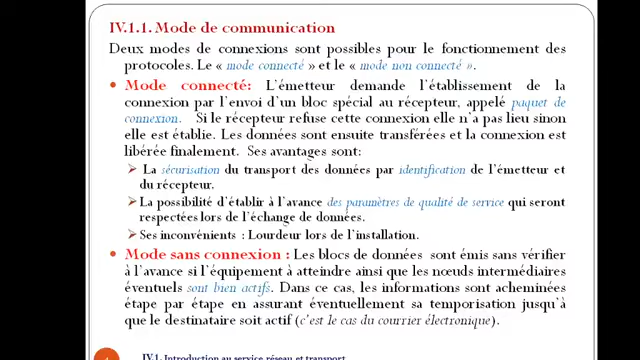 IV.1.1. Mode de communication
Deux modes de connexions sont possibles pour le fonctionnement des
protocoles. Le « mode connecté » et le « mode non connecté ».
• Mode connecté: L'émetteur demande l'établissement de la
connexion par l'envoi d'un bloc spécial au récepteur, appelé paquet de
connexion. Si le récepteur refuse cette connexion elle n'a pas lieu sinon
elle est établie. Les données sont ensuite transférées et la connexion est
libérée finalement. Ses avantages sont:
➢ La sécurisation du transport des données par identification de l'émetteur et
du récepteur.
➢ La possibilité d'établir à l'avance des paramètres de qualité de service qui seront
respectées lors de l'échange de données.
➢ Ses inconvénients : Lourdeur lors de l'installation.
• Mode sans connexion : Les blocs de données sont émis sans vérifier
à l'avance si l'équipement à atteindre ainsi que les nœuds intermédiaires
éventuels sont bien actifs. Dans ce cas, les informations sont acheminées
étape par étape en assurant éventuellement sa temporisation jusqu'à
que le destinataire soit actif (c'est le cas du courrier électronique).
IV.1. Introduction au service réseau et transport